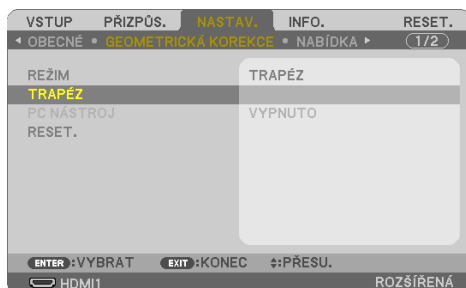 VSTUP PŘIZPŮS. NASTAV. INFO. RESET.
◄ OBECNÉ • GEOMETRICKÁ KOREKCE • NABÍDKA ► 1/2
REŽIM TRAPÉZ
TRAPÉZ
PC NÁSTROJ VYPNUTO
RESET.
ENTER :VYBRAT EXIT :KONEC ⬍:PŘESU.
HDMI1 ROZŠÍŘENÁ